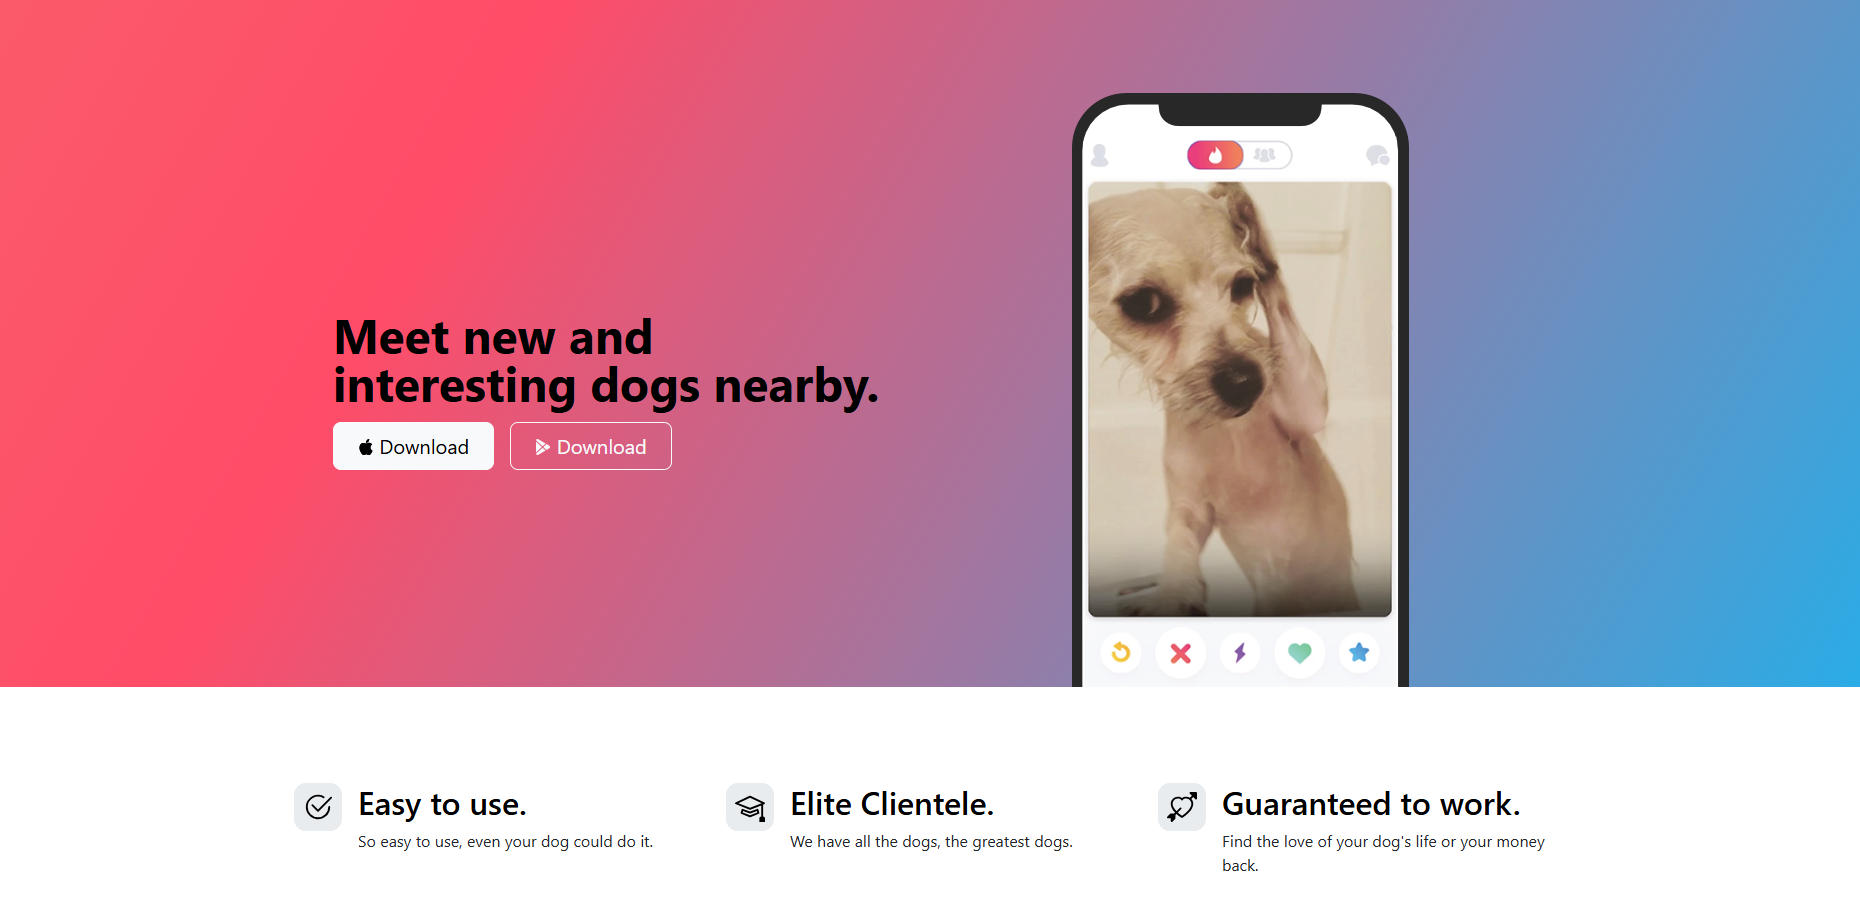 Meet new and
interesting dogs nearby.
Download
Download
Easy to use.
So easy to use, even your dog could do it.
Elite Clientele.
We have all the dogs, the greatest dogs.
Guaranteed to work.
Find the love of your dog's life or your money
back.